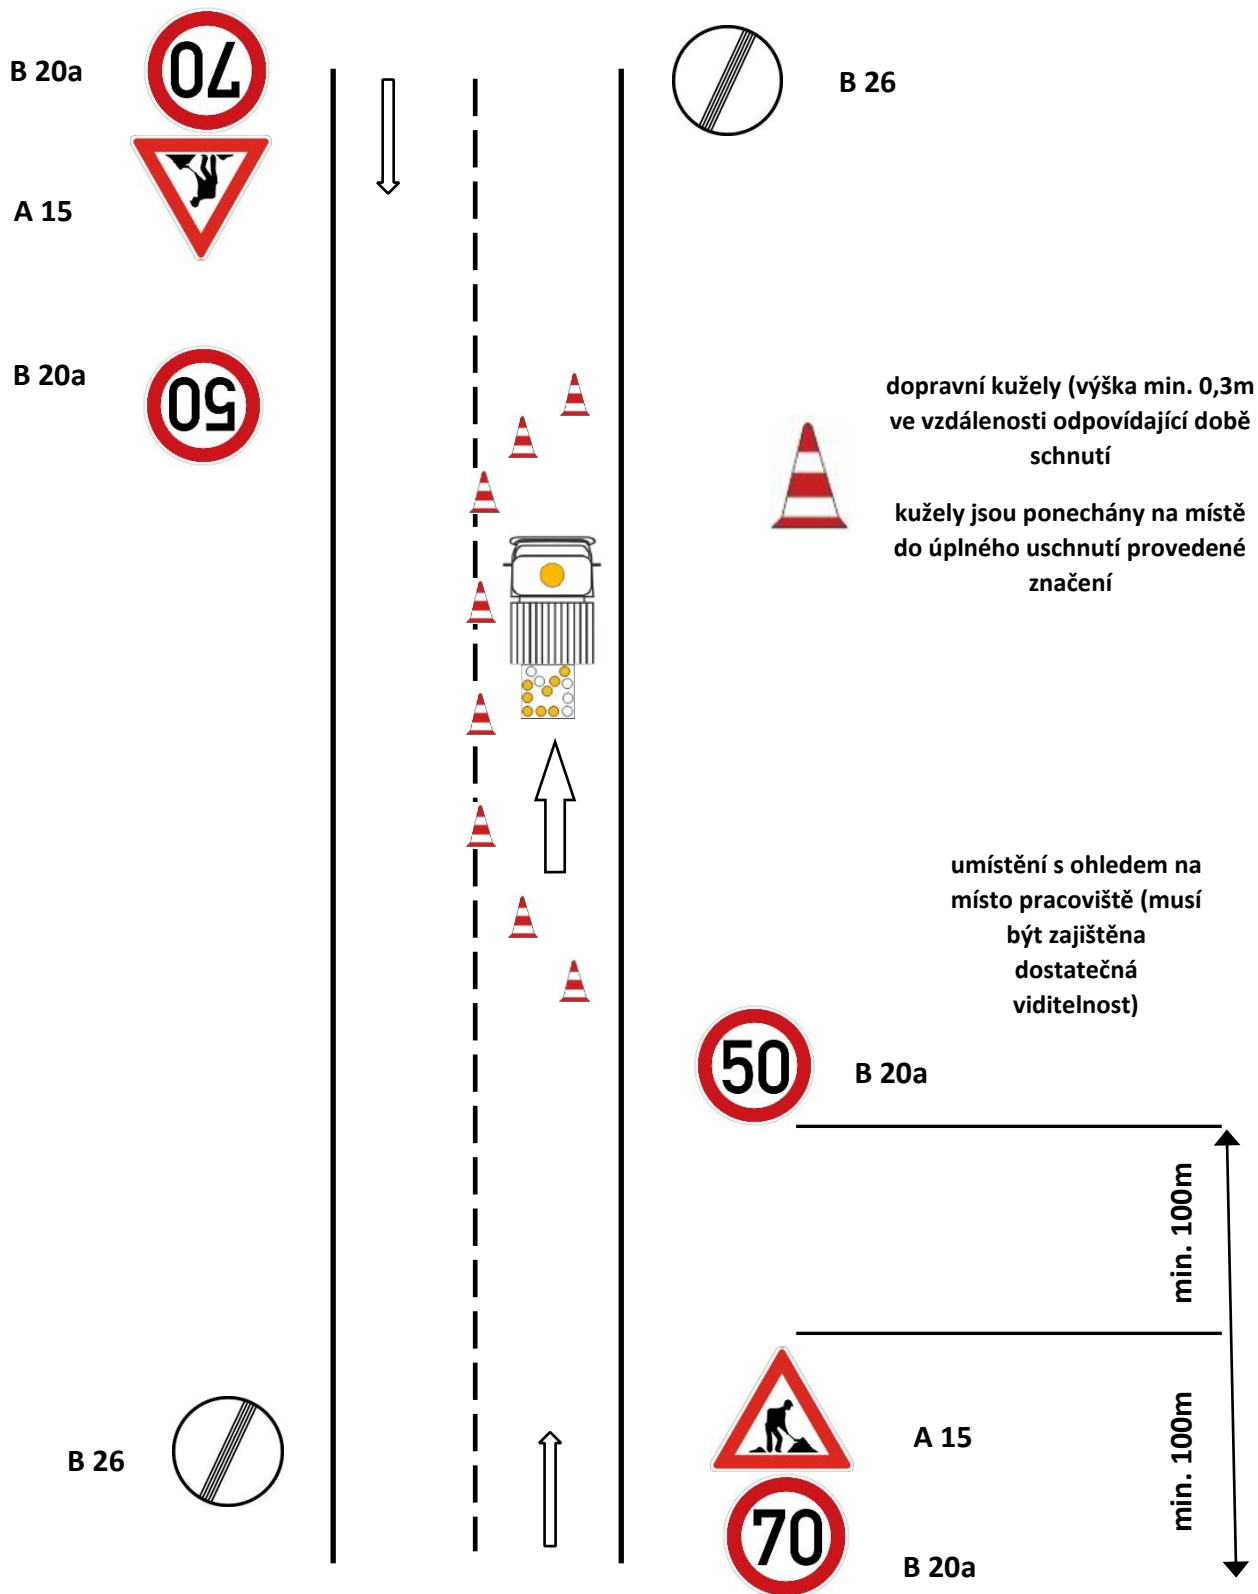 70
B 20a
B 26
A 15
B 20a
50
dopravní kužely (výška min. 0,3m
ve vzdálenosti odpovídající době
schnutí
kužely jsou ponechány na místě
do úplného uschnutí provedené
značení
umístění s ohledem na
místo pracoviště (musí
být zajištěna
dostatečná
viditelnost)
50
B 20a
min. 100m
A 15
min. 100m
B 26
70
B 20a